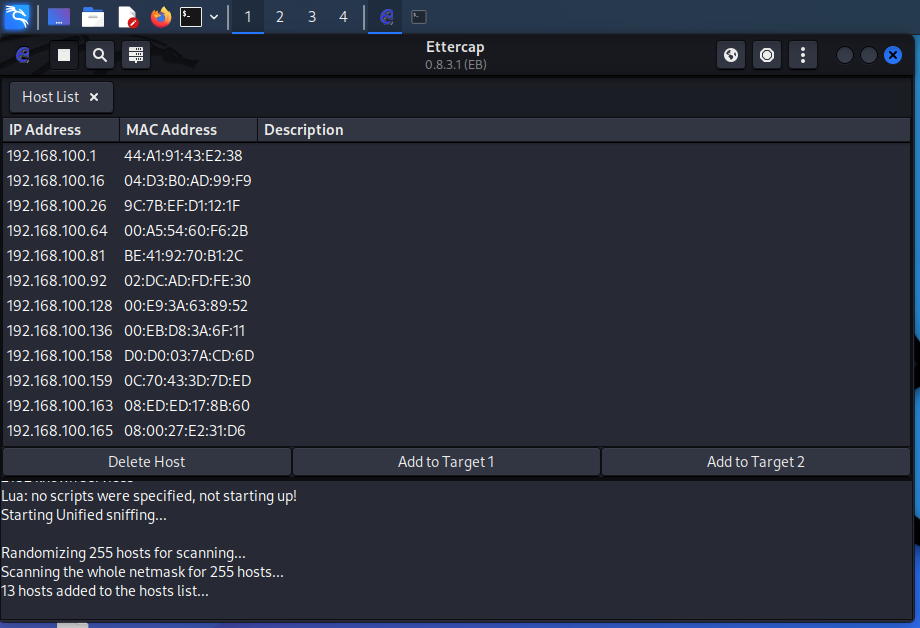 1 2 3 4
Ettercap
0.8.3.1 (EB)
Host List ×
IP Address MAC Address Description
192.168.100.1 44:A1:91:43:E2:38
192.168.100.16 04:D3:B0:AD:99:F9
192.168.100.26 9C:7B:EF:D1:12:1F
192.168.100.64 00:A5:54:60:F6:2B
192.168.100.81 BE:41:92:70:B1:2C
192.168.100.92 02:DC:AD:FD:FE:30
192.168.100.128 00:E9:3A:63:89:52
192.168.100.136 00:EB:D8:3A:6F:11
192.168.100.158 D0:D0:03:7A:CD:6D
192.168.100.159 0C:70:43:3D:7D:ED
192.168.100.163 08:ED:ED:17:8B:60
192.168.100.165 08:00:27:E2:31:D6
Delete Host Add to Target 1 Add to Target 2
Lua: no scripts were specified, not starting up!
Starting Unified sniffing...
Randomizing 255 hosts for scanning...
Scanning the whole netmask for 255 hosts...
13 hosts added to the hosts list...